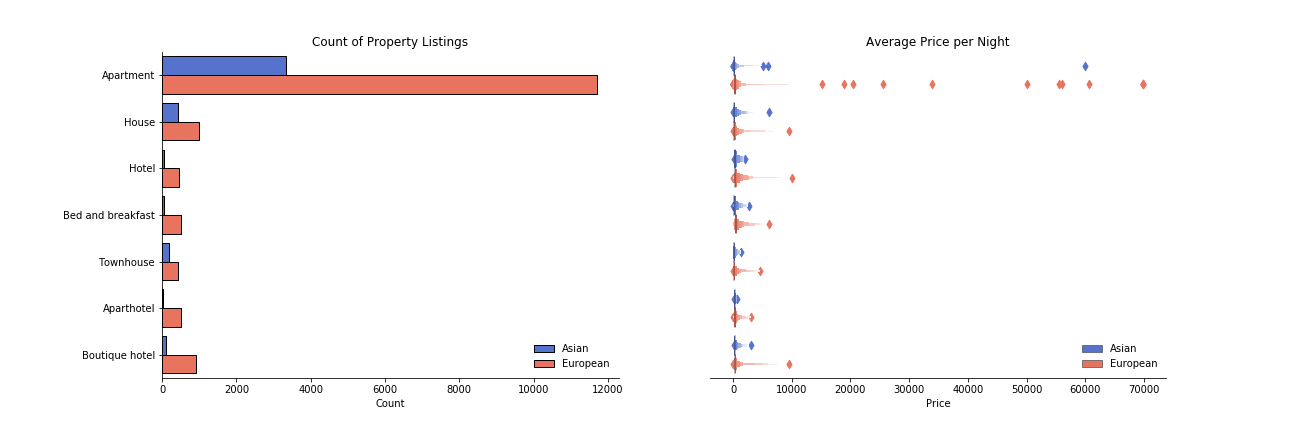 Count of Property Listings
Apartment
House
Hotel
Bed and breakfast
Townhouse
Aparthotel
Boutique hotel
Asian
European
0 2000 4000 6000 8000 10000 12000
Count
Average Price per Night
Asian
European
0 10000 20000 30000 40000 50000 60000 70000
Price